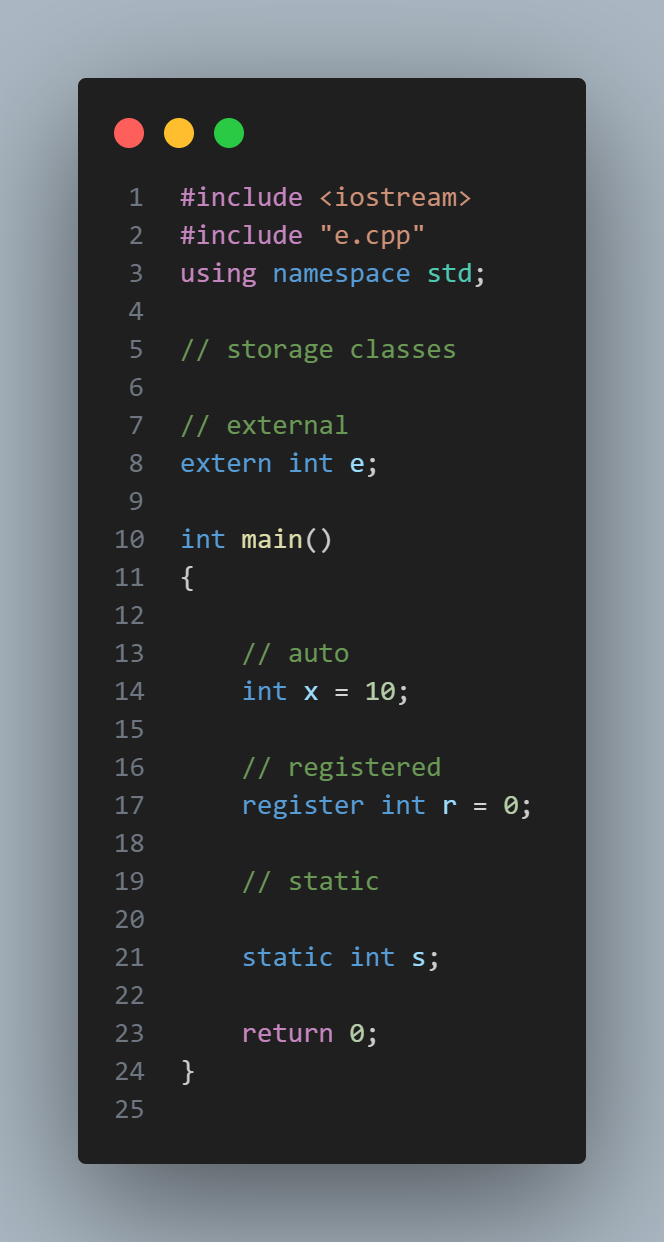 1 #include <iostream>
2 #include "e.cpp"
3 using namespace std;
4
5 // storage classes
6
7 // external
8 extern int e;
9
10 int main()
11 {
12
13     // auto
14     int x = 10;
15
16     // registered
17     register int r = 0;
18
19     // static
20
21     static int s;
22
23     return 0;
24 }
25